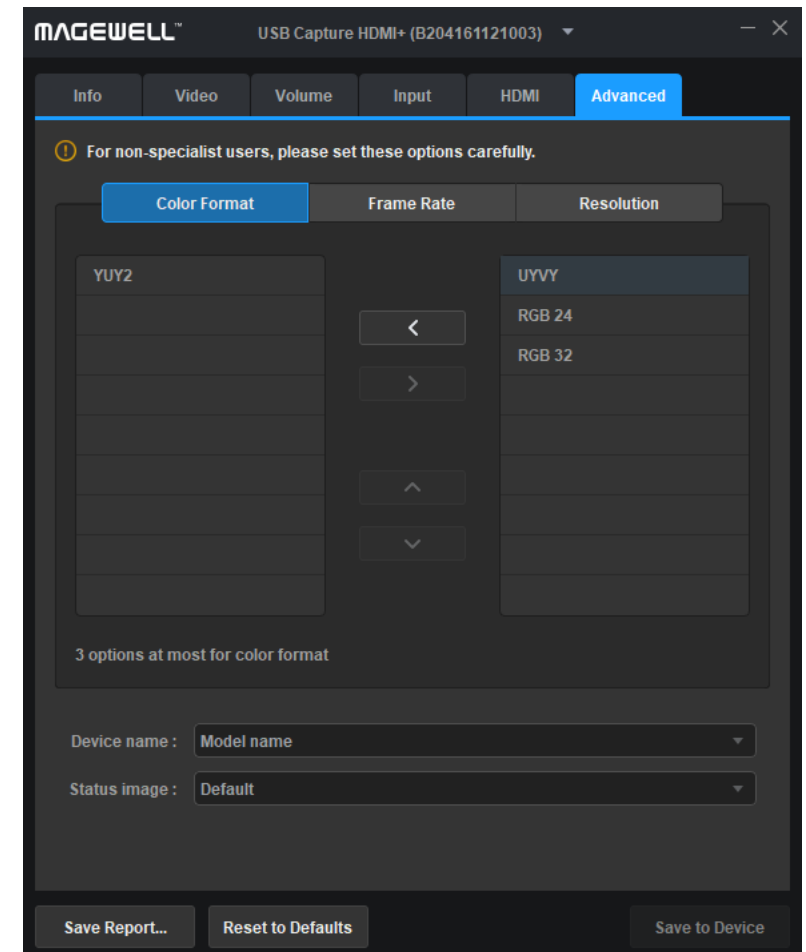 MAGEWELL™ USB Capture HDMI+ (B204161121003)
Info Video Volume Input HDMI Advanced
For non-specialist users, please set these options carefully.
Color Format Frame Rate Resolution
YUY2 UYVY
RGB 24
RGB 32
3 options at most for color format
Device name : Model name
Status image : Default
Save Report... Reset to Defaults Save to Device